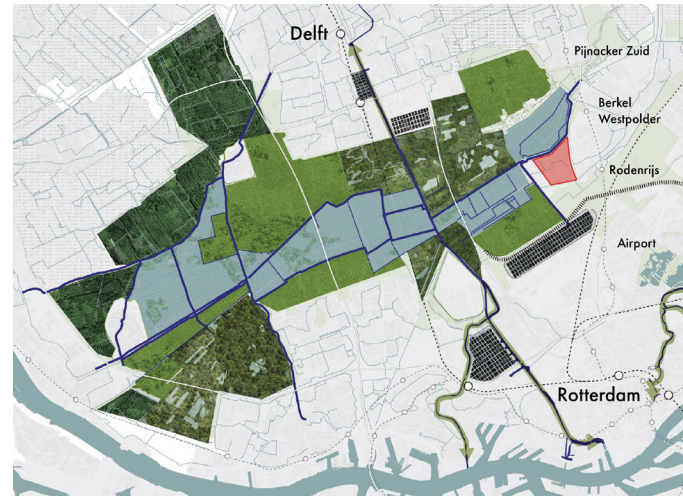 Delft
Pijnacker Zuid
Berkel
Westpolder
Rodenrijs
Airport
Rotterdam